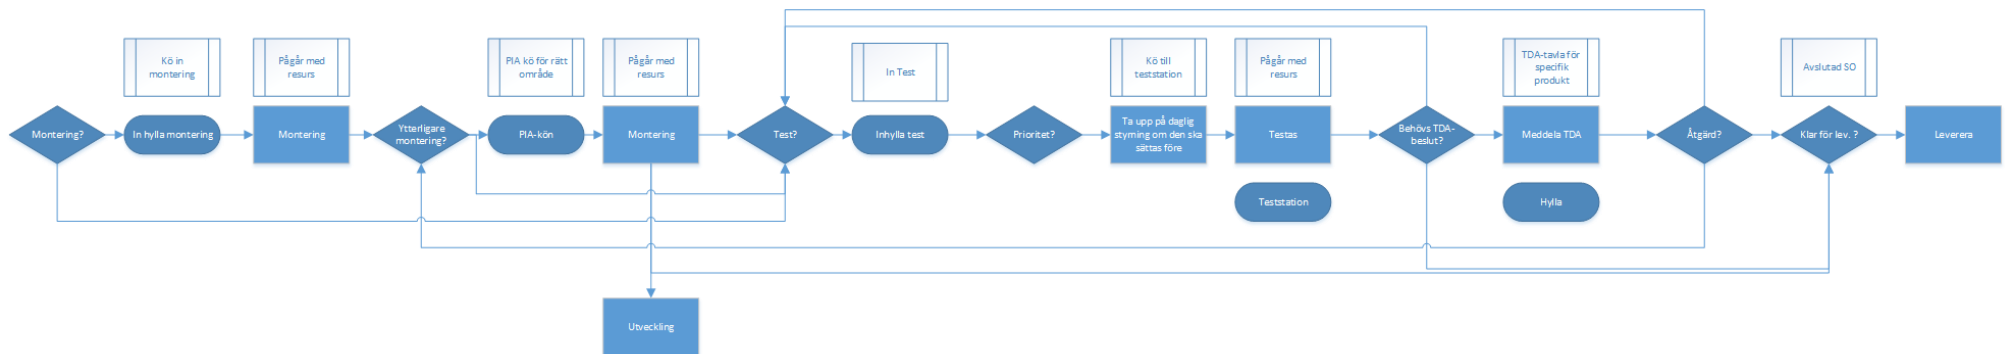 Kö in
montering
Pågår med
resurs
PIA kö för rätt
område
Pågår med
resurs
In Test
Kö till
teststation
Pågår med
resurs
TDA-tavla för
specifik
produkt
Avslutad SO
Montering?
In hylla montering
Montering
Ytterligare
montering?
PIA-kön
Montering
Test?
Inhylla test
Prioritet?
Ta upp på daglig
styrning om den ska
sättas före
Testas
Behövs TDA-
beslut?
Meddela TDA
Åtgärd?
Klar för lev. ?
Leverera
Teststation
Hylla
Utveckling